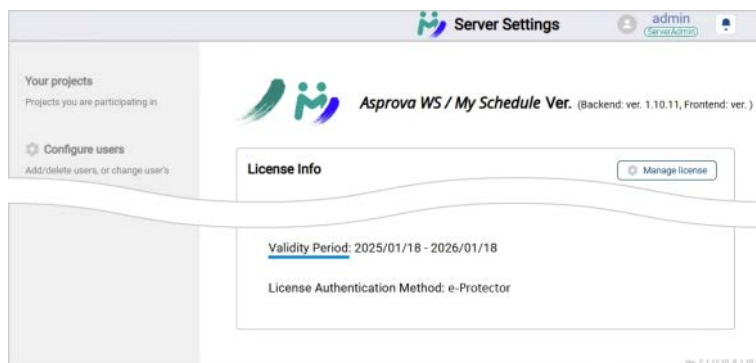 Server Settings
admin
(ServerAdmin)
Your projects
Projects you are participating in
Asprova WS / My Schedule Ver. (Backend: ver. 1.10.11, Frontend: ver. )
Configure users
Add/delete users, or change user's
License Info
Manage license
Validity Period: 2025/01/18 - 2026/01/18
License Authentication Method: e-Protector